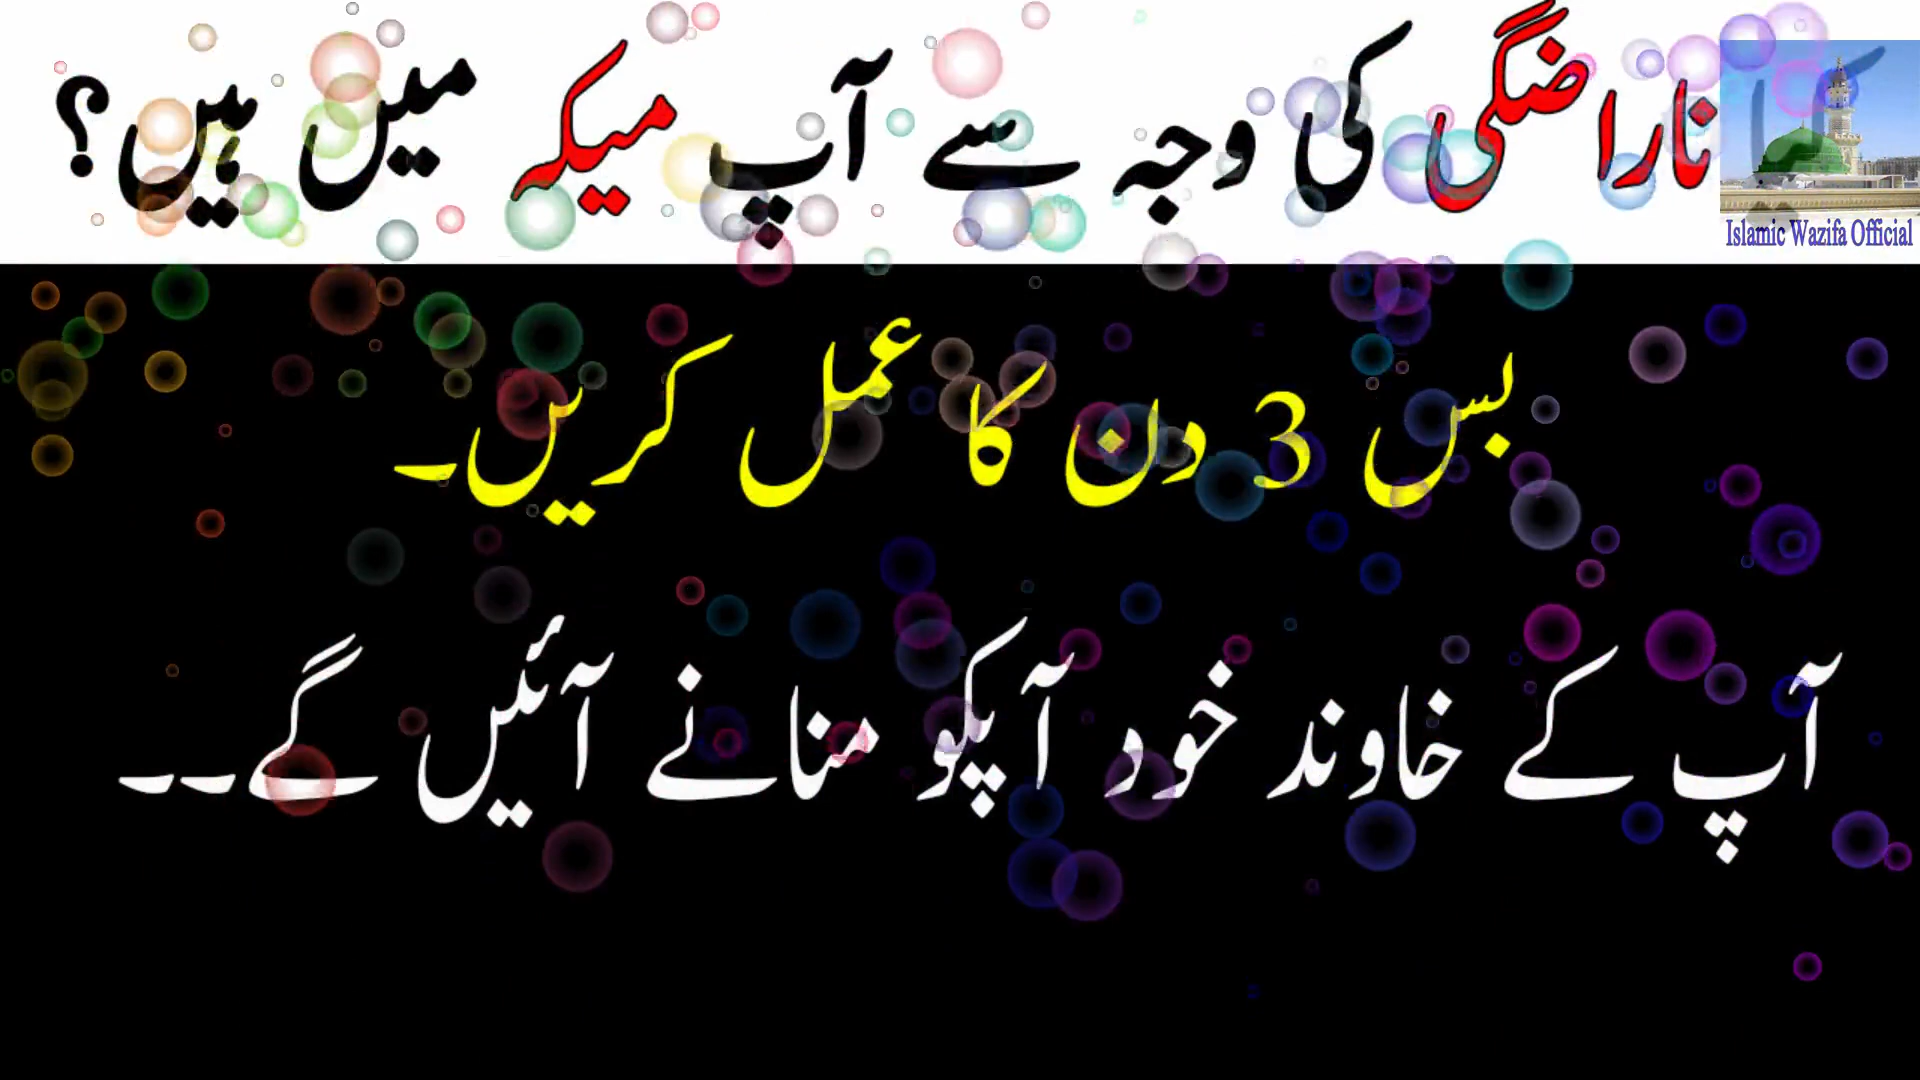 ناراضگی کی وجہ سے آپ میکہ میں ہیں؟
Islamic Wazifa Official
بس 3 دن کا عمل کریں۔
آپ کے خاوند خود آپکو منانے آئیں گے۔۔